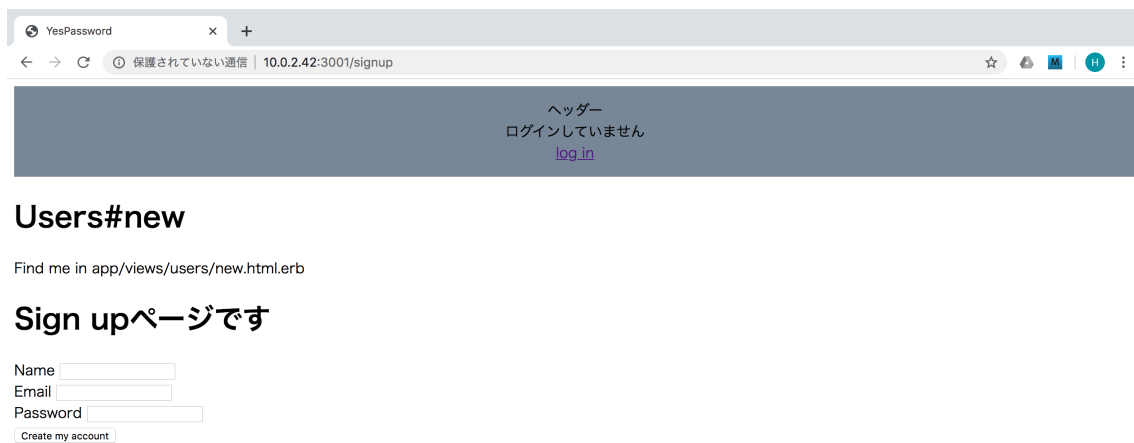 YesPassword
保護されていない通信 | 10.0.2.42:3001/signup
M H
ヘッダー
ログインしていません
log in
Users#new
Find me in app/views/users/new.html.erb
Sign upページです
Name
Email
Password
Create my account